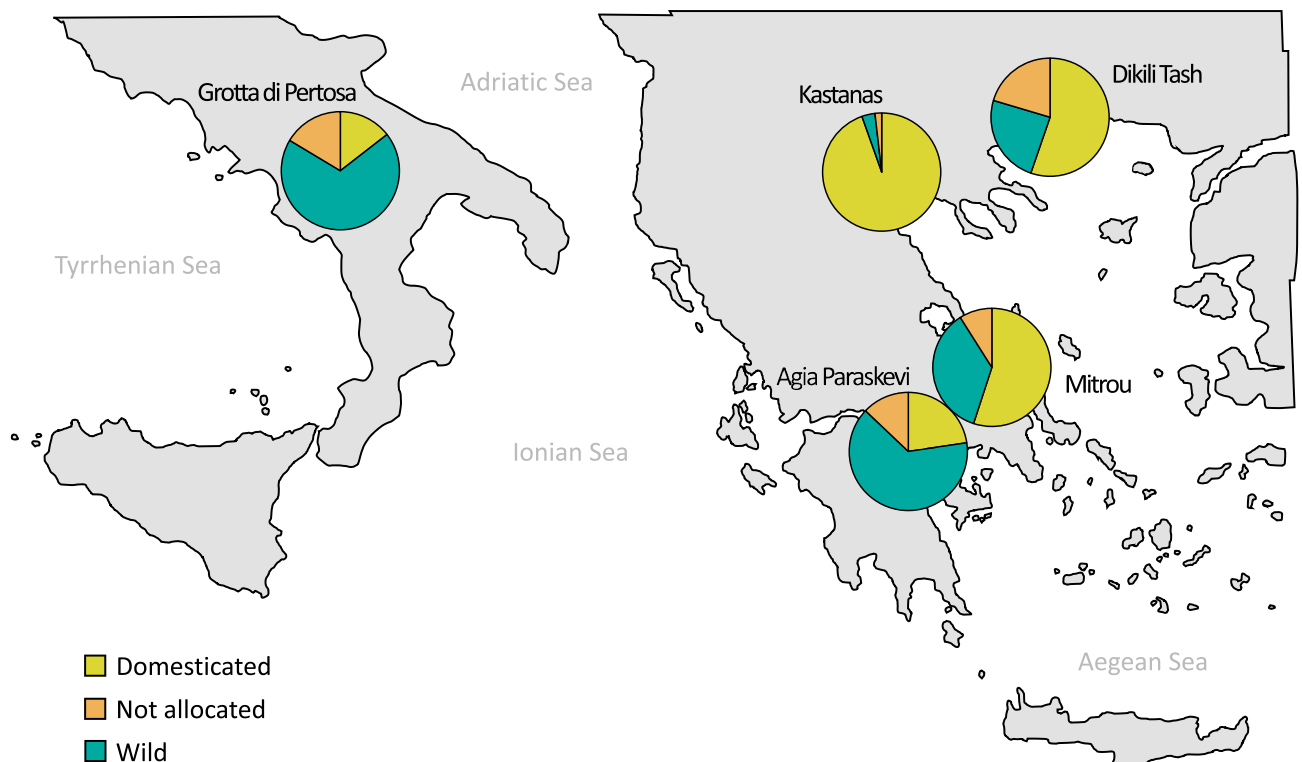 Adriatic Sea
Dikili Tash
Grotta di Pertosa
Kastanas
Tyrrhenian Sea
Agia Paraskevi
Mitrou
Ionian Sea
Aegean Sea
Domesticated
Not allocated
Wild